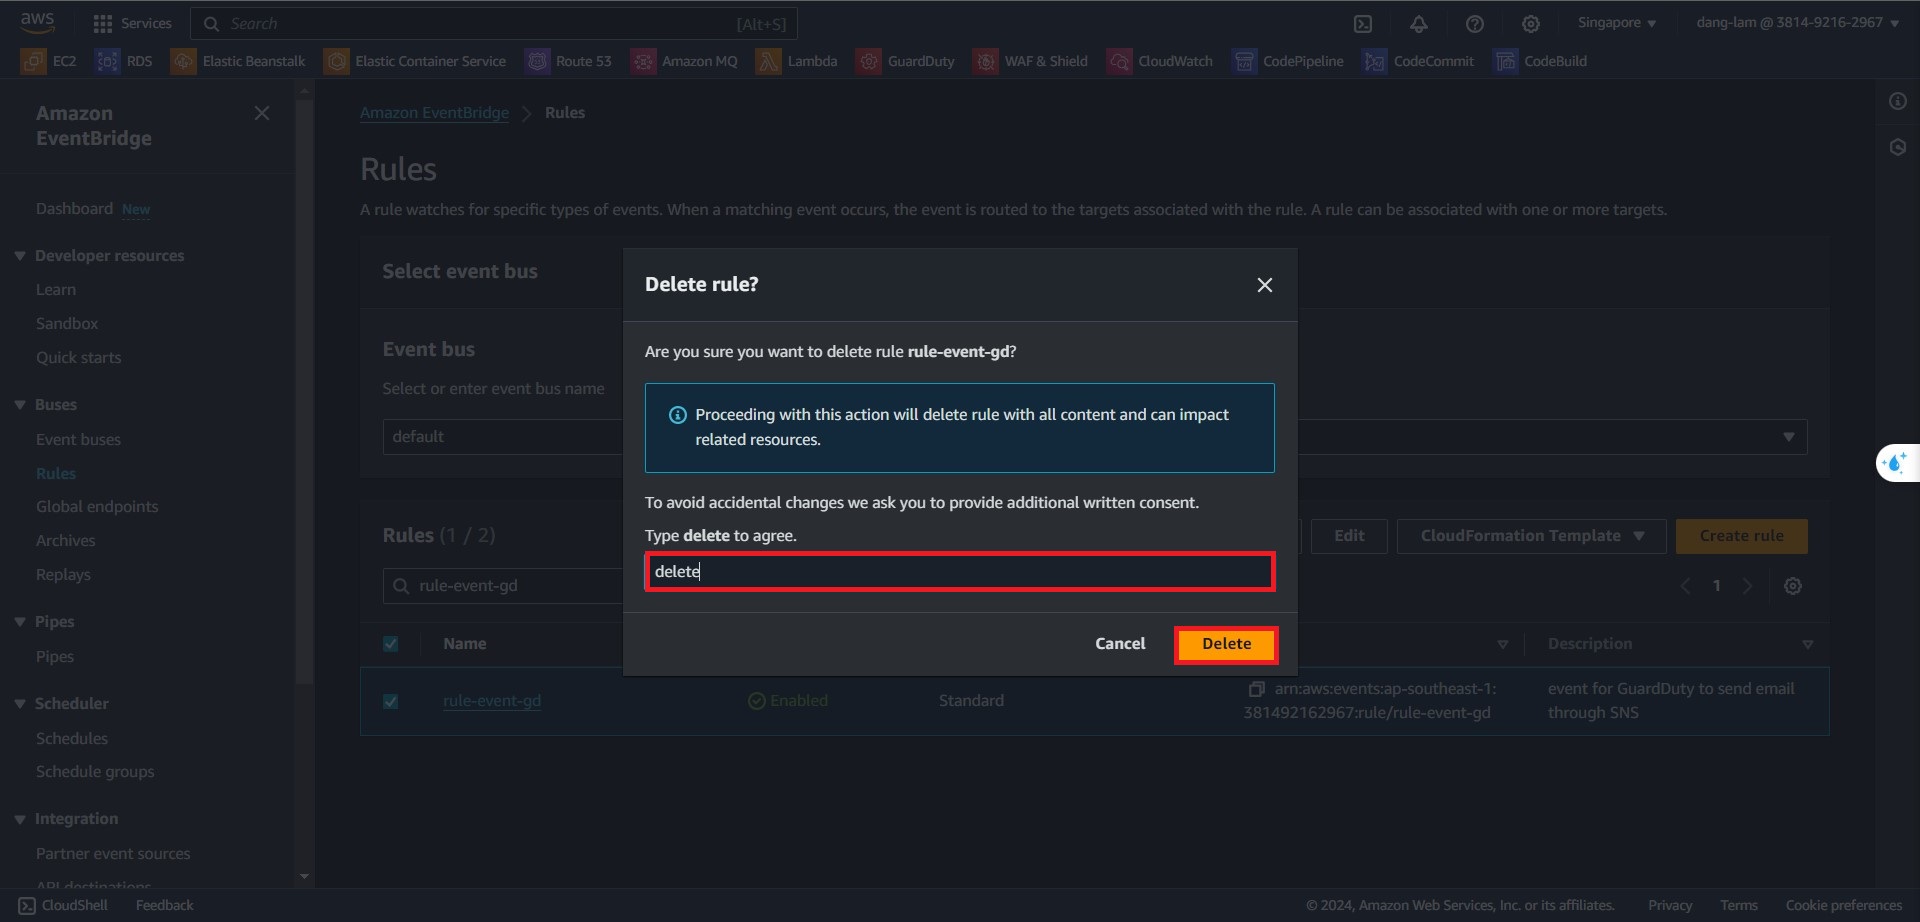 aws
Services
Search
[Alt+S]
Singapore
dang-lam @ 3814-9216-2967
EC2
RDS
Elastic Beanstalk
Elastic Container Service
Route 53
Amazon MQ
Lambda
GuardDuty
WAF & Shield
CloudWatch
CodePipeline
CodeCommit
CodeBuild
Amazon
EventBridge
Dashboard New
Developer resources
Learn
Sandbox
Quick starts
Buses
Event buses
Rules
Global endpoints
Archives
Replays
Pipes
Pipes
Scheduler
Schedules
Schedule groups
Integration
Partner event sources
API destinations
Amazon EventBridge
Rules
Rules
A rule watches for specific types of events. When a matching event occurs, the event is routed to the targets associated with the rule. A rule can be associated with one or more targets.
Select event bus
Event bus
Select or enter event bus name
default
Rules (1 / 2)
Edit
CloudFormation Template
Create rule
rule-event-gd
1
Name
Description
rule-event-gd
Enabled
Standard
arn:aws:events:ap-southeast-1:
381492162967:rule/rule-event-gd
event for GuardDuty to send email
through SNS
Delete rule?
Are you sure you want to delete rule rule-event-gd?
Proceeding with this action will delete rule with all content and can impact
related resources.
To avoid accidental changes we ask you to provide additional written consent.
Type delete to agree.
delete
Cancel
Delete
CloudShell
Feedback
© 2024, Amazon Web Services, Inc. or its affiliates.
Privacy
Terms
Cookie preferences